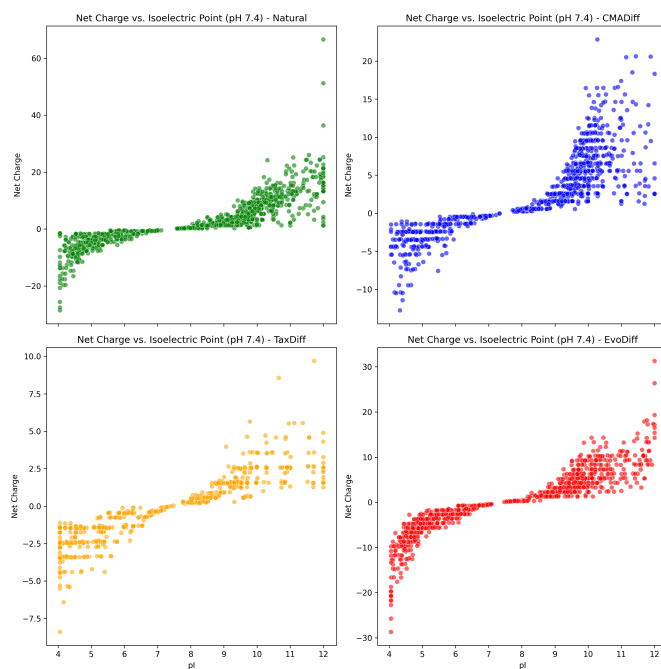 Net Charge vs. Isoelectric Point (pH 7.4) - Natural
Net Charge
60
40
20
0
−20
Net Charge vs. Isoelectric Point (pH 7.4) - CMADiff
Net Charge
20
15
10
5
0
−5
−10
Net Charge vs. Isoelectric Point (pH 7.4) - TaxDiff
Net Charge
10.0
7.5
5.0
2.5
0.0
−2.5
−5.0
−7.5
4 5 6 7 8 9 10 11 12
pI
Net Charge vs. Isoelectric Point (pH 7.4) - EvoDiff
Net Charge
30
20
10
0
−10
−20
−30
4 5 6 7 8 9 10 11 12
pI